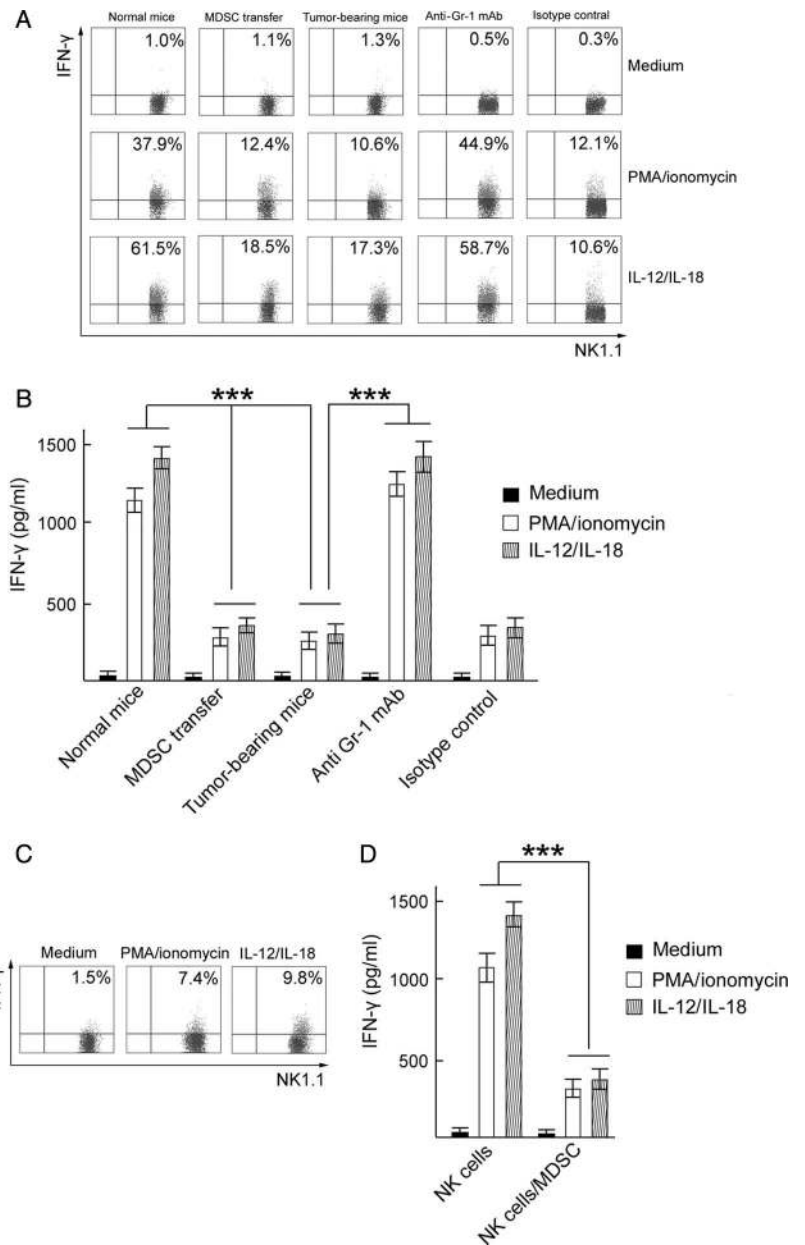 A
Normal mice MDSC transfer Tumor-bearing mice Anti-Gr-1 mAb Isotype contral
IFN-γ
1.0% 1.1% 1.3% 0.5% 0.3%
Medium
37.9% 12.4% 10.6% 44.9% 12.1%
PMA/ionomycin
61.5% 18.5% 17.3% 58.7% 10.6%
IL-12/IL-18
NK1.1
B
*** ***
IFN-γ (pg/ml)
1500
1000
500
Medium
PMA/ionomycin
IL-12/IL-18
Normal mice
MDSC transfer
Tumor-bearing mice
Anti Gr-1 mAb
Isotype control
C
Medium PMA/ionomycin IL-12/IL-18
1.5% 7.4% 9.8%
NK1.1
D
***
IFN-γ (pg/ml)
1500
1000
500
Medium
PMA/ionomycin
IL-12/IL-18
NK cells
NK cells/MDSC